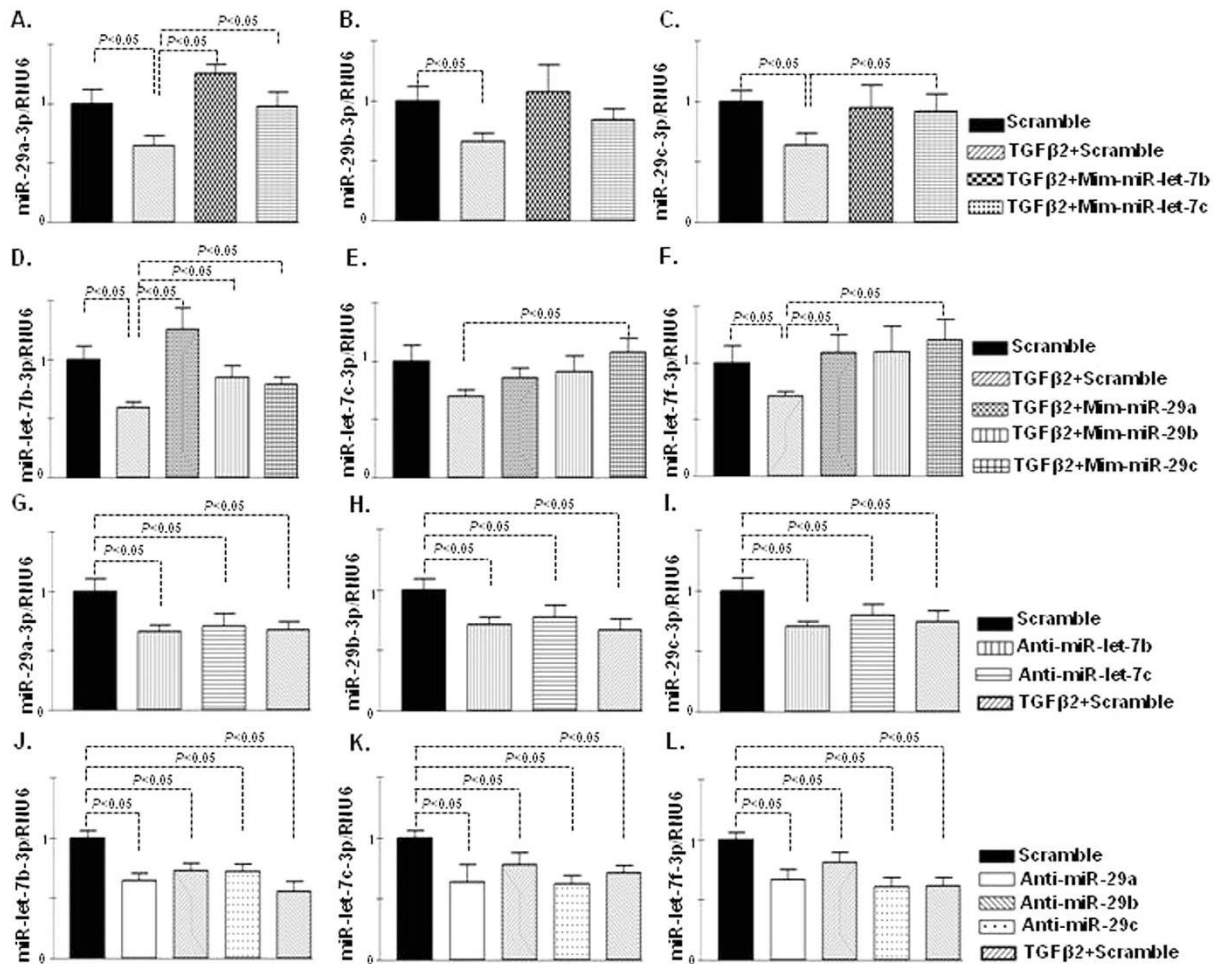 A.
P<0.05
P<0.05
P<0.05
miR-29a-3p/RNU6
1
0
B.
P<0.05
miR-29b-3p/RNU6
1
0
C.
P<0.05
P<0.05
miR-29c-3p/RNU6
1
0
Scramble
TGFβ2+Scramble
TGFβ2+Mim-miR-let-7b
TGFβ2+Mim-miR-let-7c
D.
P<0.05
P<0.05
P<0.05
P<0.05
miR-let-7b-3p/RNU6
1
0
E.
P<0.05
miR-let-7c-3p/RNU6
1
0
F.
P<0.05
P<0.05
P<0.05
miR-let-7f-3p/RNU6
1
0
Scramble
TGFβ2+Scramble
TGFβ2+Mim-miR-29a
TGFβ2+Mim-miR-29b
TGFβ2+Mim-miR-29c
G.
P<0.05
P<0.05
P<0.05
miR-29a-3p/RNU6
1
0
H.
P<0.05
P<0.05
P<0.05
miR-29b-3p/RNU6
1
0
I.
P<0.05
P<0.05
P<0.05
miR-29c-3p/RNU6
1
0
Scramble
Anti-miR-let-7b
Anti-miR-let-7c
TGFβ2+Scramble
J.
P<0.05
P<0.05
P<0.05
P<0.05
miR-let-7b-3p/RNU6
1
0
K.
P<0.05
P<0.05
P<0.05
P<0.05
miR-let-7c-3p/RNU6
1
0
L.
P<0.05
P<0.05
P<0.05
P<0.05
miR-let-7f-3p/RNU6
1
0
Scramble
Anti-miR-29a
Anti-miR-29b
Anti-miR-29c
TGFβ2+Scramble